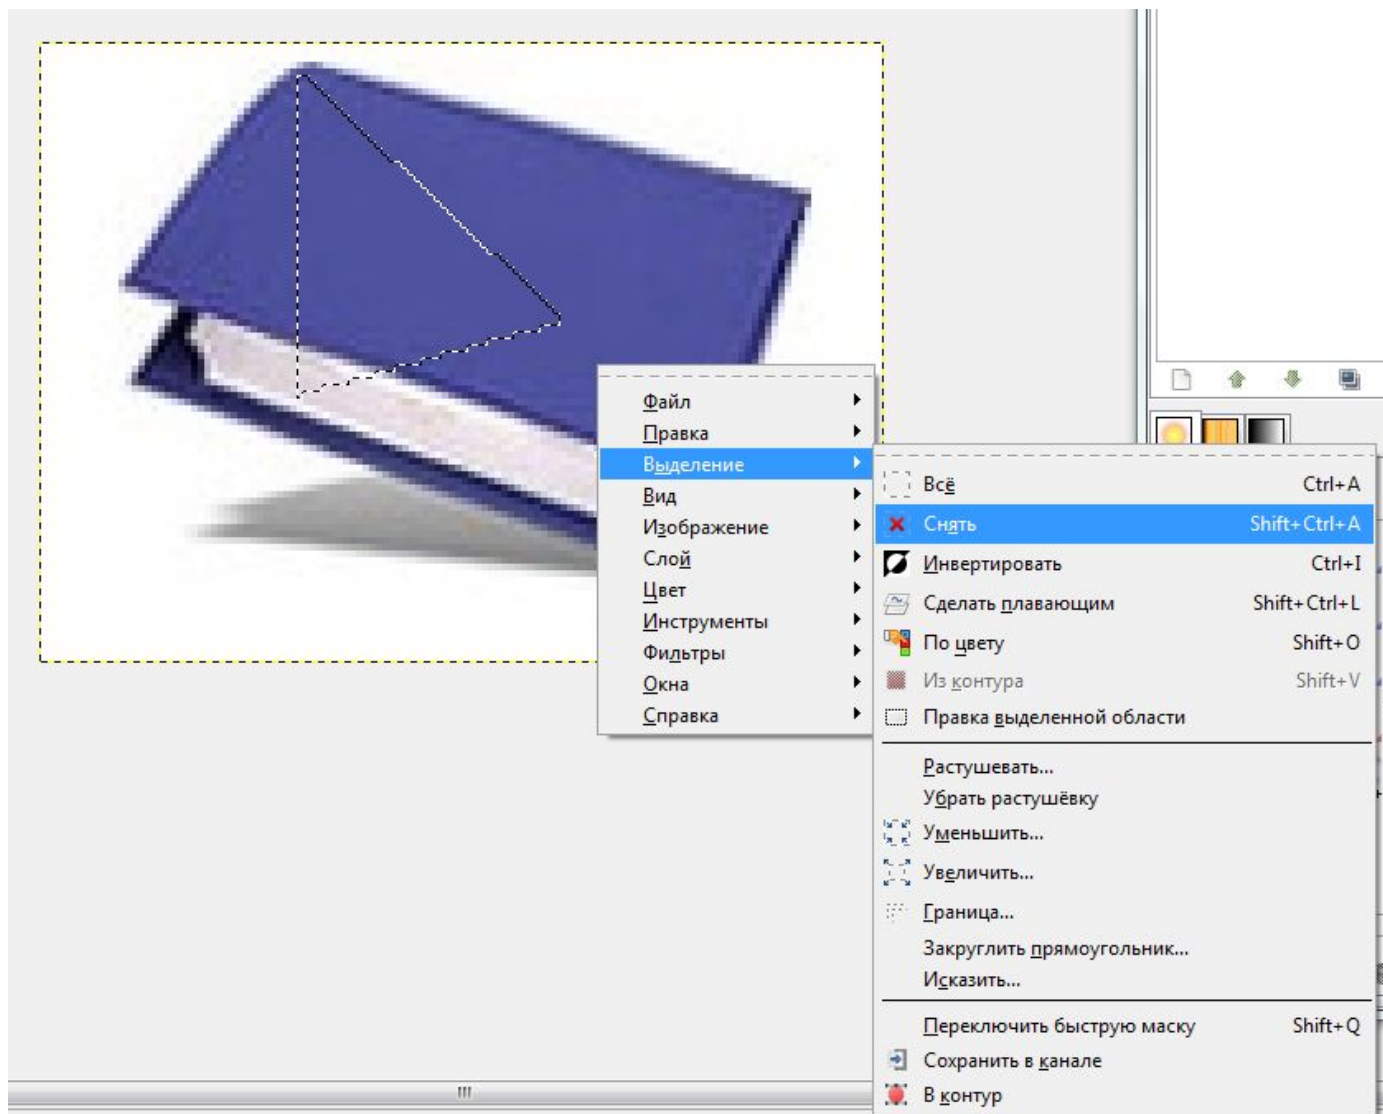 Файл
Правка
Выделение
Вид
Изображение
Слой
Цвет
Инструменты
Фильтры
Окна
Справка
Всё Ctrl+A
Снять Shift+Ctrl+A
Инвертировать Ctrl+I
Сделать плавающим Shift+Ctrl+L
По цвету Shift+O
Из контура Shift+V
Правка выделенной области
Растушевать...
Убрать растушёвку
Уменьшить...
Увеличить...
Граница...
Закруглить прямоугольник...
Исказить...
Переключить быструю маску Shift+Q
Сохранить в канале
В контур